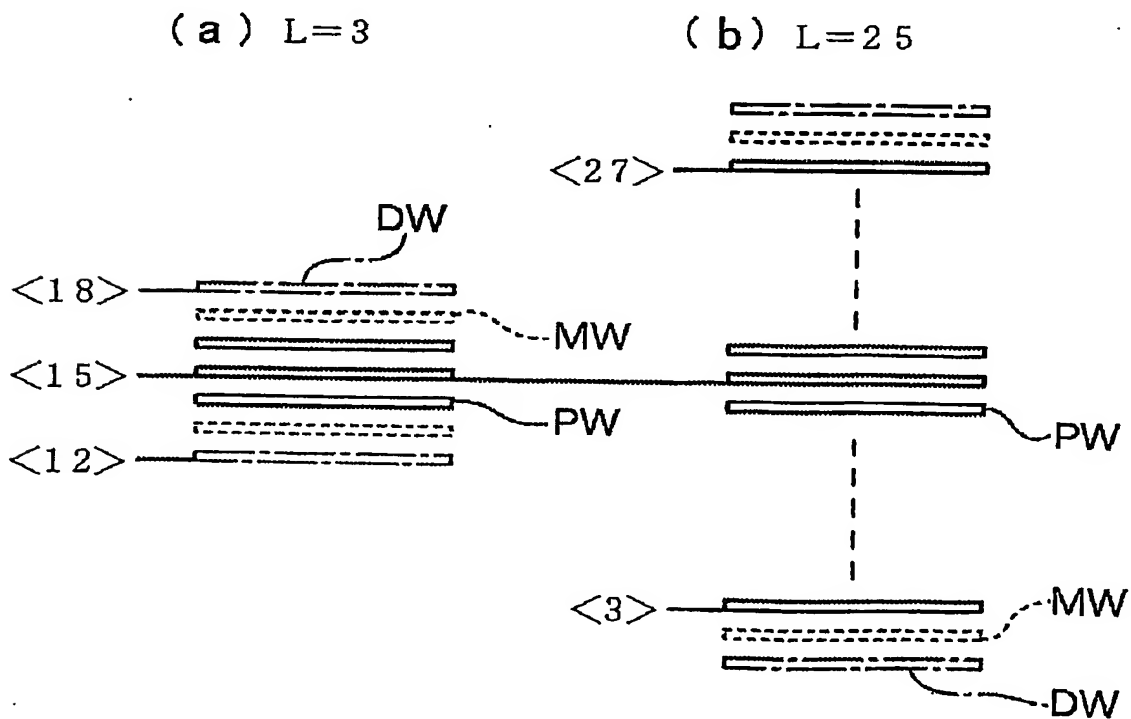 (a) L=3
(b) L=25
<27>
DW
<18>
MW
<15>
PW
PW
<12>
<3>
MW
DW